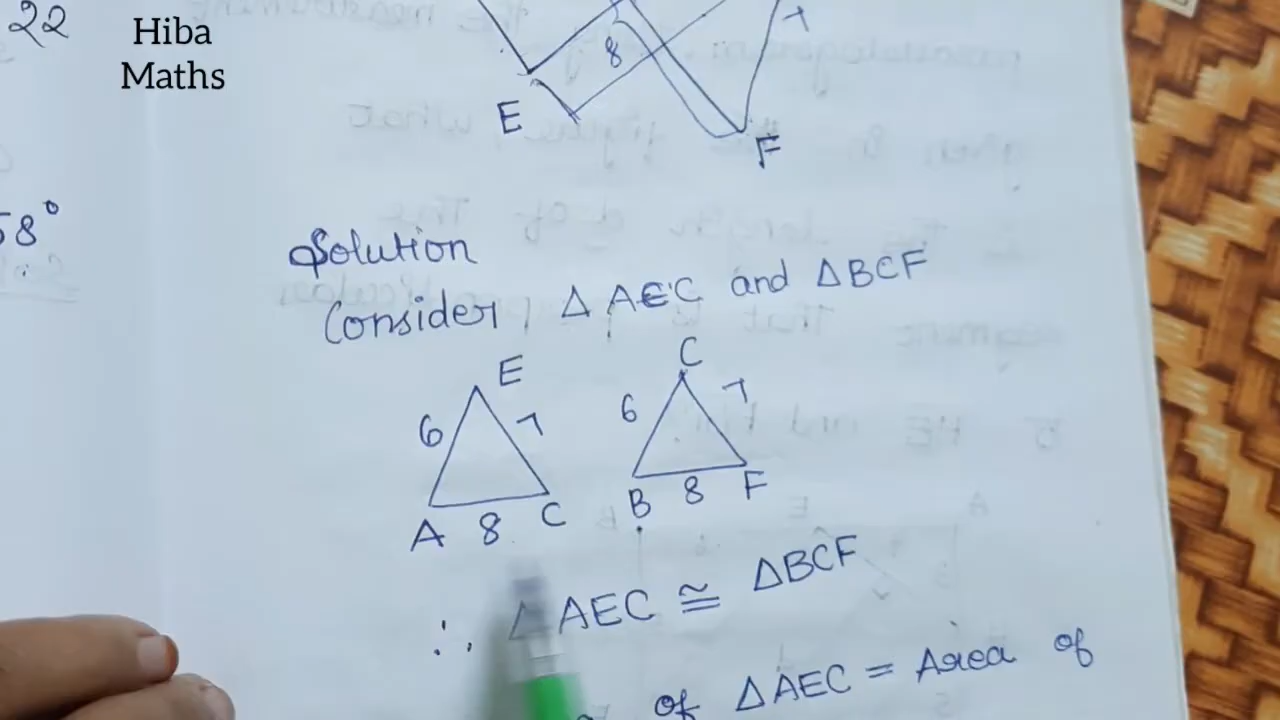 22
Hiba
Maths
7
8
E
F
58°
Solution
Consider, △AEC and △BCF
E
C
6
7
6
7
A 8 C
B 8 F
∴ △AEC ≅ △BCF
of △AEC = Area of